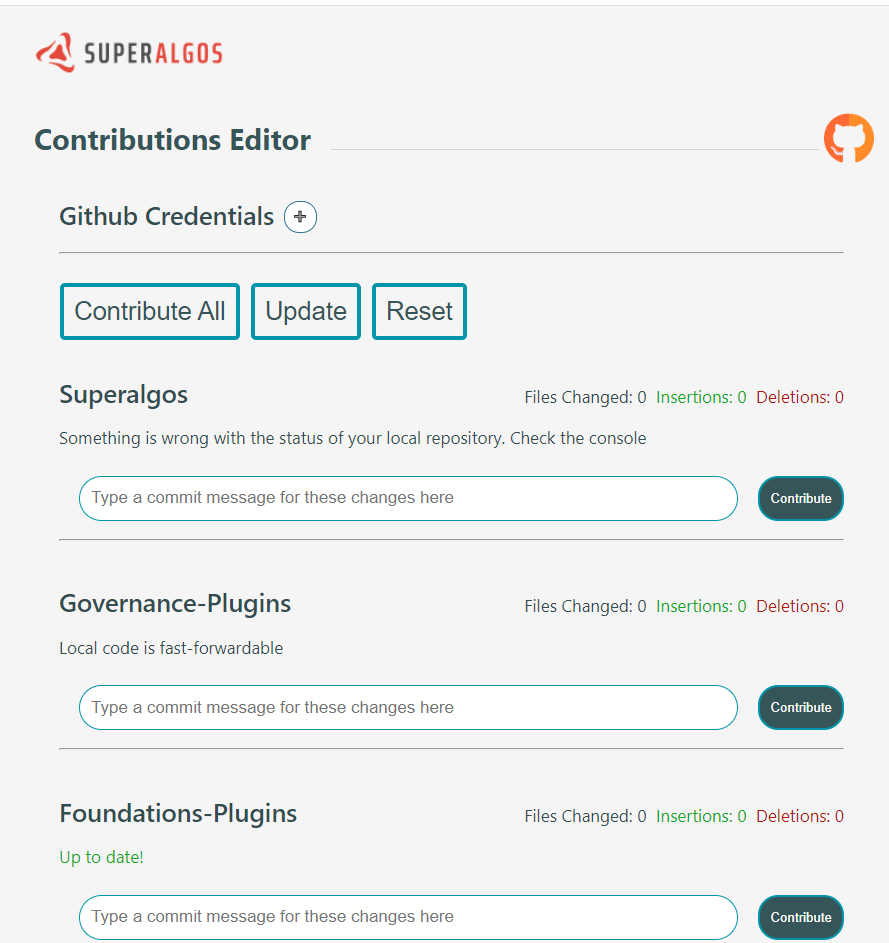 SUPERALGOS
Contributions Editor
Github Credentials
Contribute All Update Reset
Superalgos Files Changed: 0 Insertions: 0 Deletions: 0
Something is wrong with the status of your local repository. Check the console
Type a commit message for these changes here Contribute
Governance-Plugins Files Changed: 0 Insertions: 0 Deletions: 0
Local code is fast-forwardable
Type a commit message for these changes here Contribute
Foundations-Plugins Files Changed: 0 Insertions: 0 Deletions: 0
Up to date!
Type a commit message for these changes here Contribute